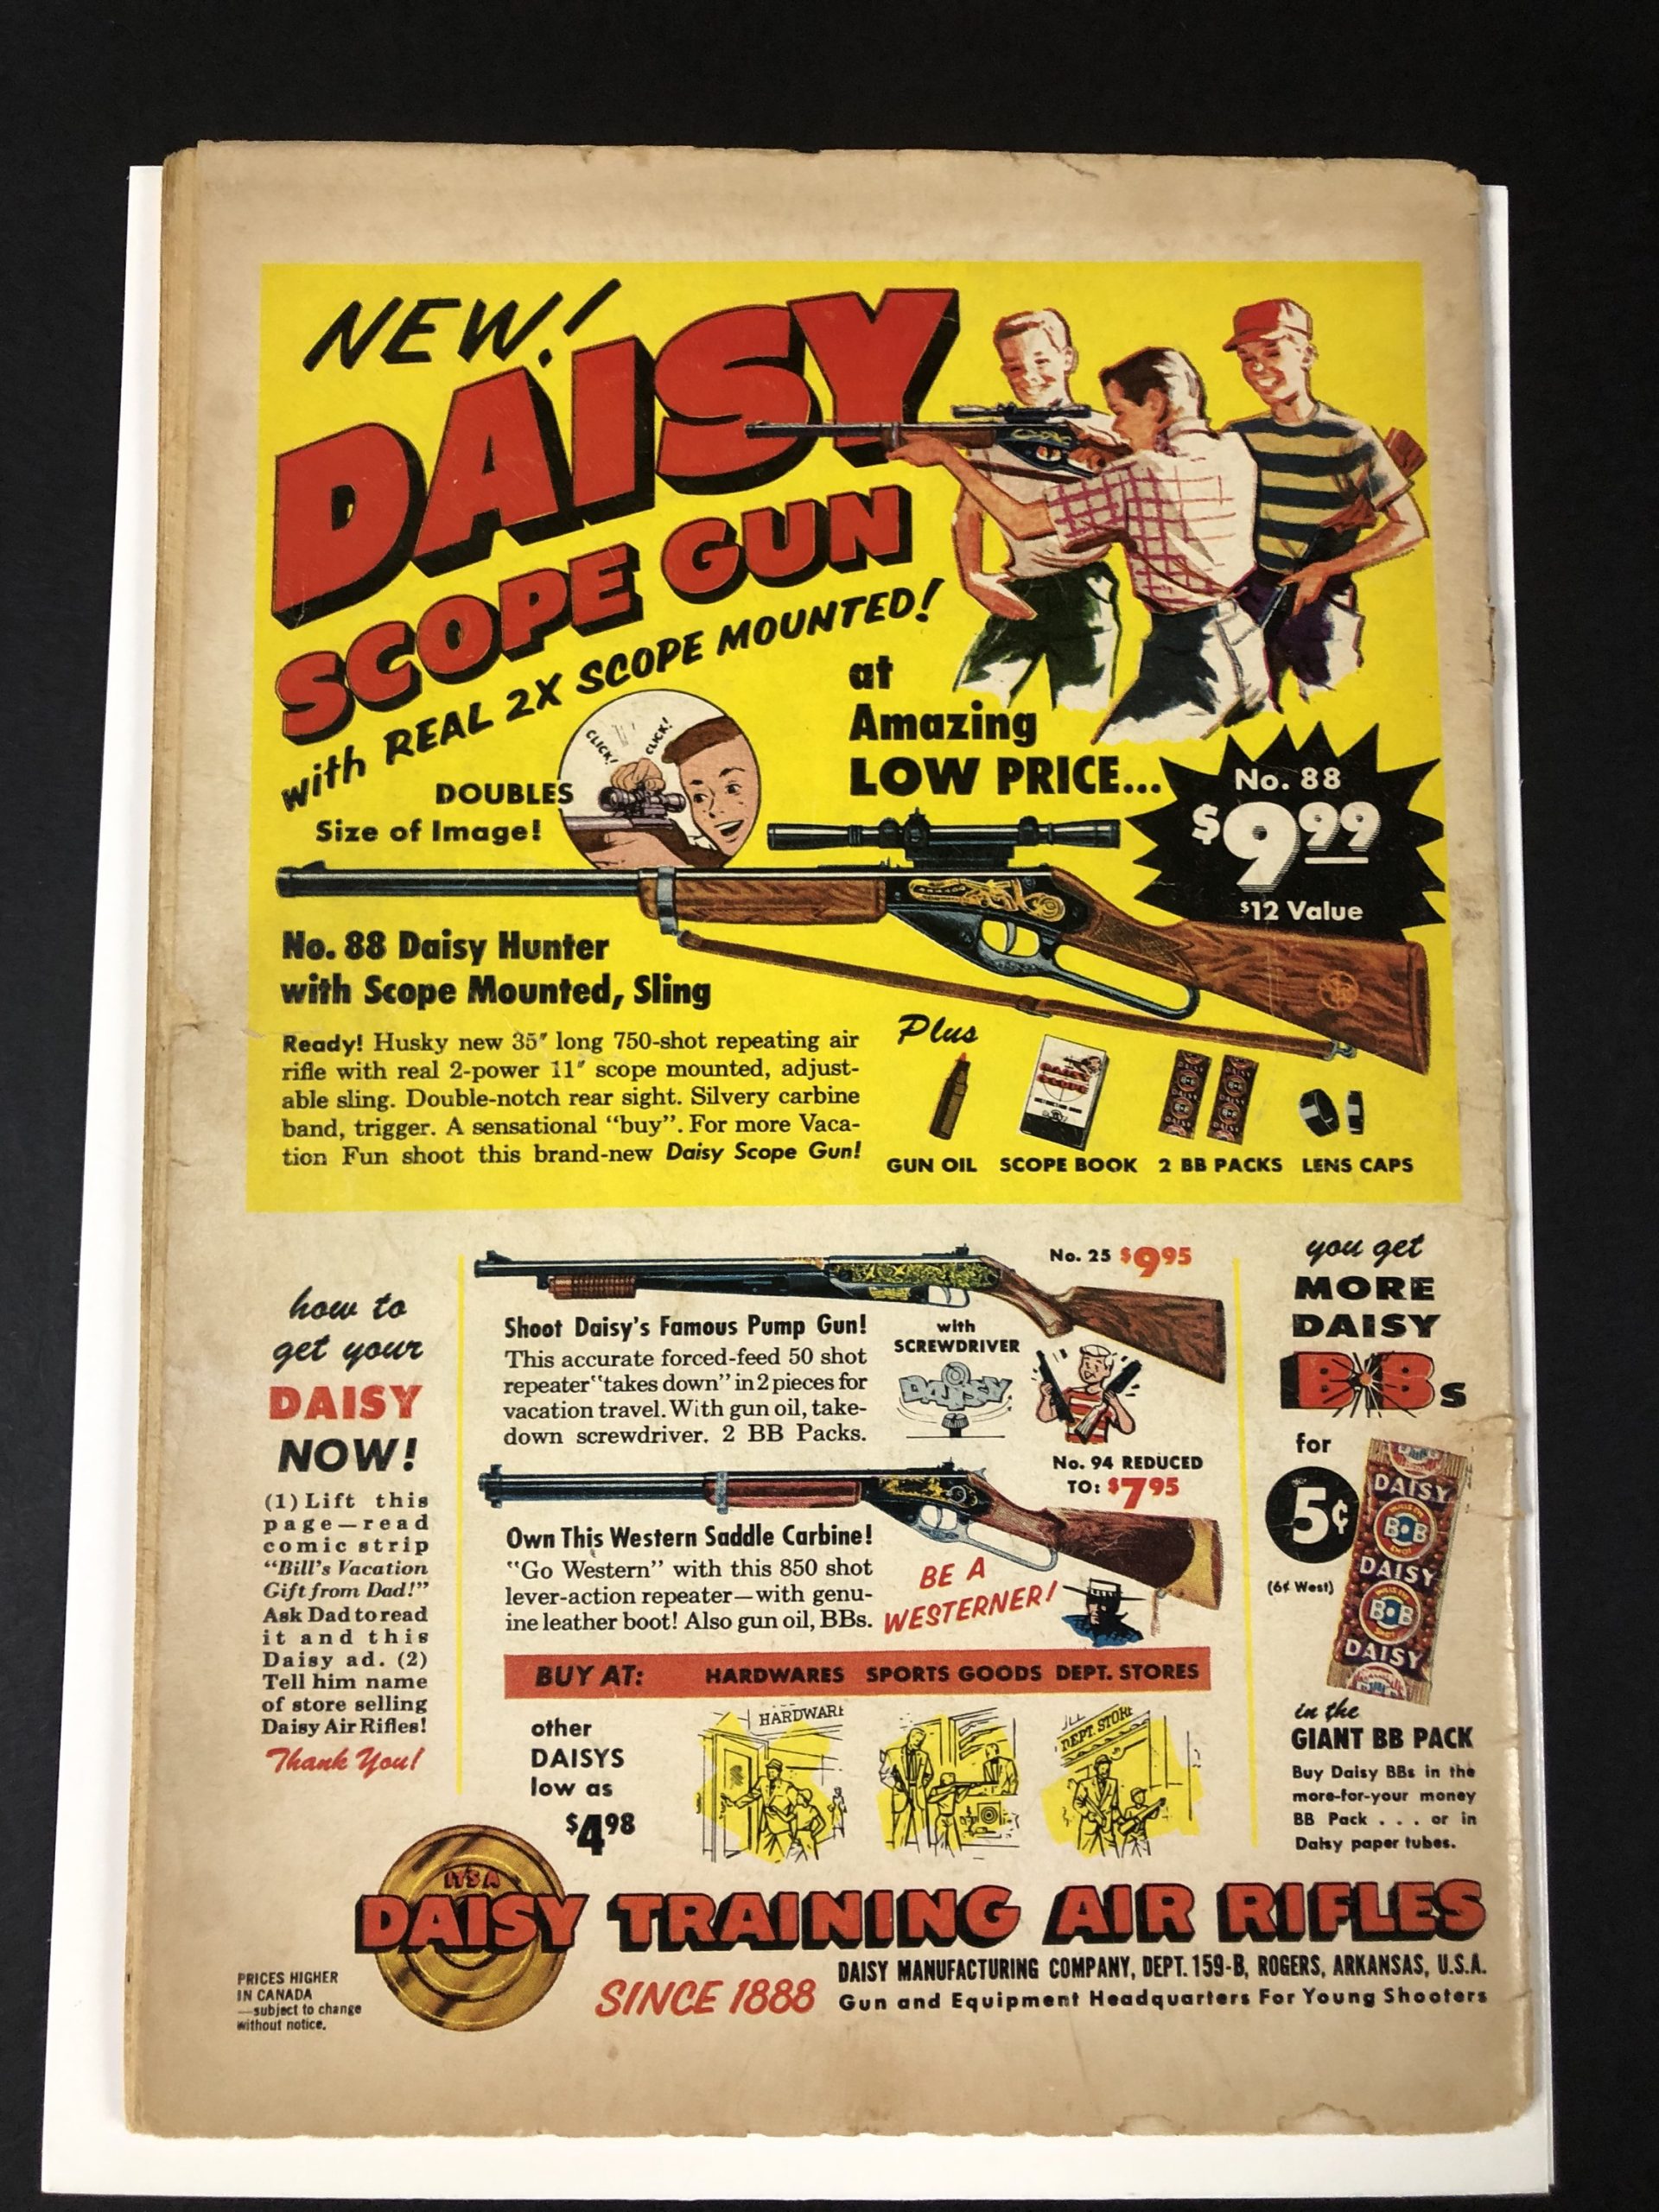 NEW!
DAISY
SCOPE GUN
with REAL 2X SCOPE MOUNTED!
DOUBLES
Size of Image!
CLICK!
CLICK!
at
Amazing
LOW PRICE...
No. 88
$9.99
$12 Value
No. 88 Daisy Hunter
with Scope Mounted, Sling
Ready! Husky new 35" long 750-shot repeating air
rifle with real 2-power 11" scope mounted, adjust-
able sling. Double-notch rear sight. Silvery carbine
band, trigger. A sensational "buy". For more Vaca-
tion Fun shoot this brand-new Daisy Scope Gun!
Plus
DAISY
SCOPE
GUN OIL
SCOPE BOOK
2 BB PACKS
LENS CAPS
how to
get your
DAISY
NOW!
(1) Lift this
page—read
comic strip
"Bill's Vacation
Gift from Dad!"
Ask Dad to read
it and this
Daisy ad. (2)
Tell him name
of store selling
Daisy Air Rifles!
Thank You!
No. 25 $9.95
Shoot Daisy's Famous Pump Gun!
This accurate forced-feed 50 shot
repeater "takes down" in 2 pieces for
vacation travel. With gun oil, take-
down screwdriver. 2 BB Packs.
with
SCREWDRIVER
DAISY
No. 94 REDUCED
TO: $7.95
Own This Western Saddle Carbine!
"Go Western" with this 850 shot
lever-action repeater—with genu-
ine leather boot! Also gun oil, BBs.
BE A
WESTERNER!
BUY AT: HARDWARES SPORTS GOODS DEPT. STORES
other
DAISYS
low as
$4.98
HARDWARE
DEPT. STORE
you get
MORE
DAISY
B·Bs
for
5¢
(6¢ West)
DAISY
B·B
SHOT
DAISY
B·B
SHOT
DAISY
in the
GIANT BB PACK
Buy Daisy BBs in the
more-for-your money
BB Pack . . . or in
Daisy paper tubes.
IT'S A
DAISY TRAINING AIR RIFLES
SINCE 1888
DAISY MANUFACTURING COMPANY, DEPT. 159-B, ROGERS, ARKANSAS, U.S.A.
Gun and Equipment Headquarters For Young Shooters
PRICES HIGHER
IN CANADA
—subject to change
without notice.